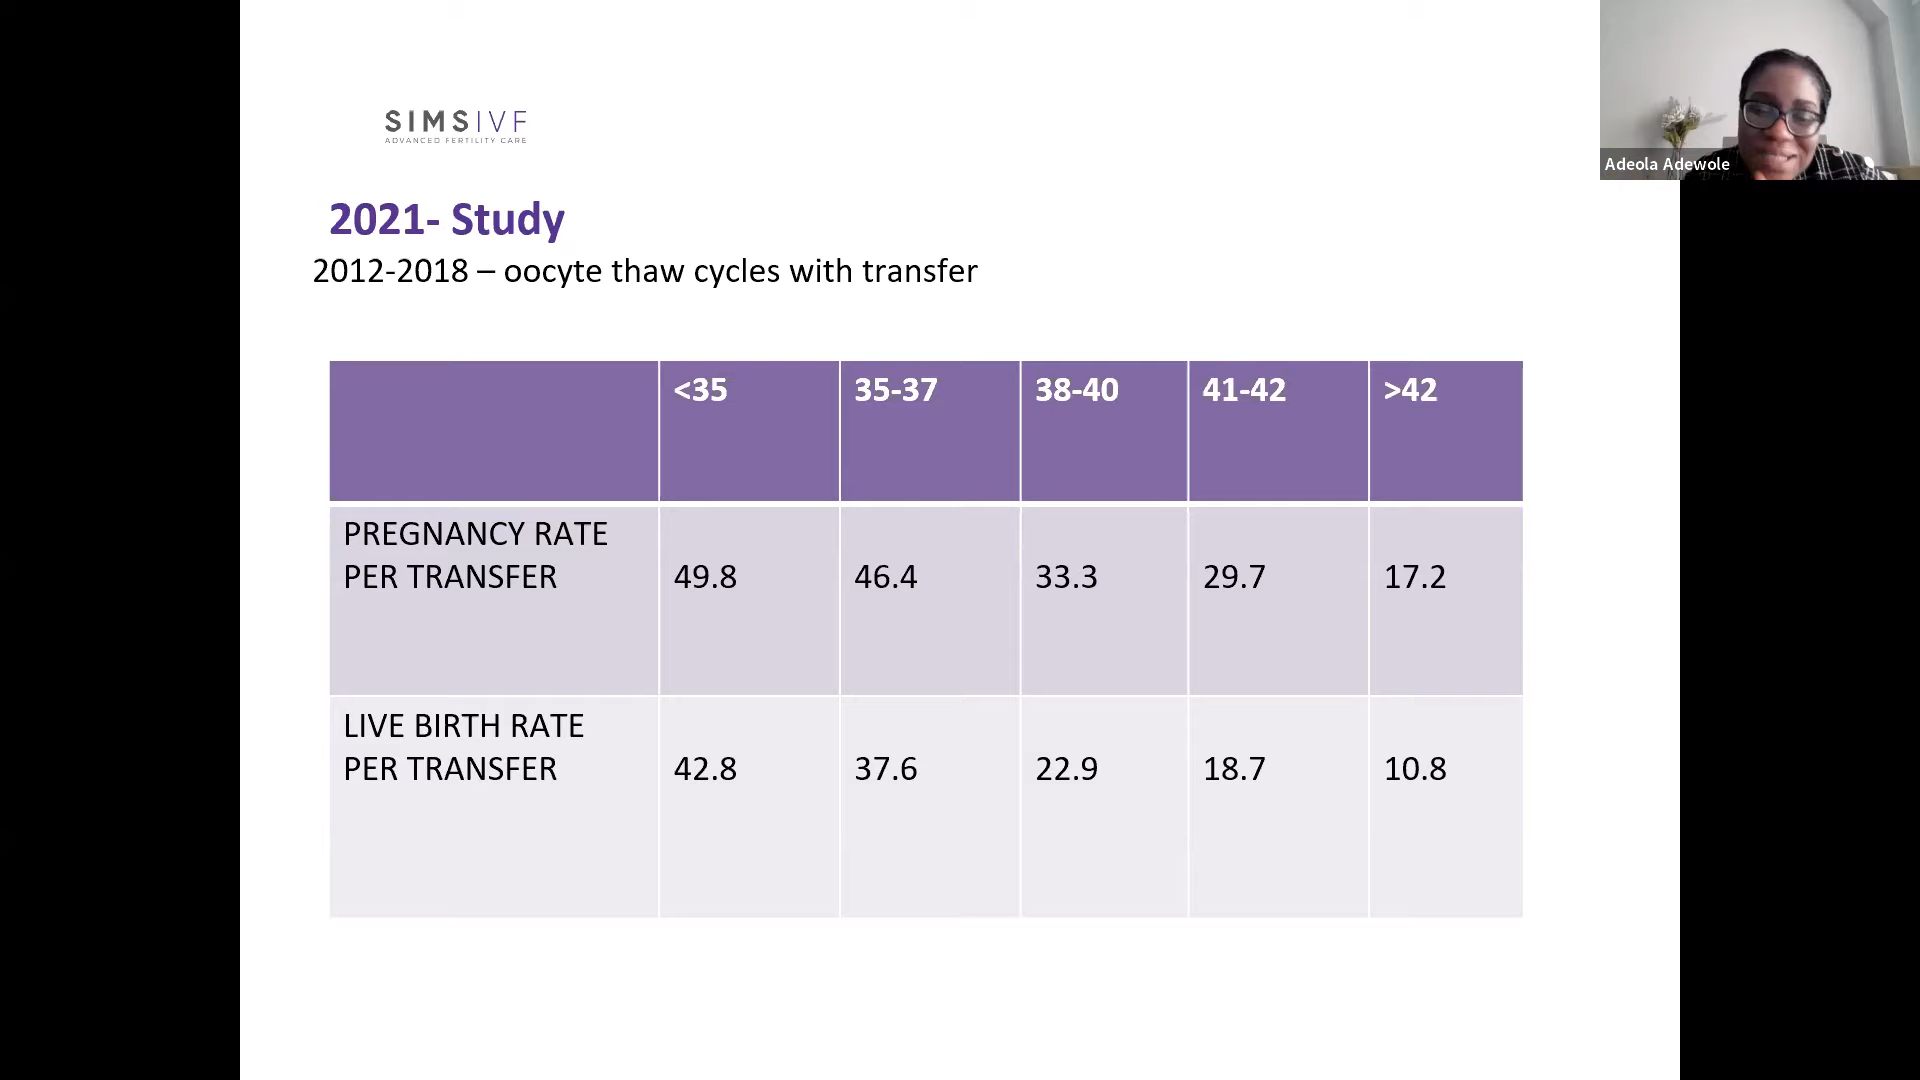 SIMSIVF
ADVANCED FERTILITY CARE
Adeola Adewole
2021- Study
2012-2018 – oocyte thaw cycles with transfer
<35 35-37 38-40 41-42 >42
PREGNANCY RATE
PER TRANSFER 49.8 46.4 33.3 29.7 17.2
LIVE BIRTH RATE
PER TRANSFER 42.8 37.6 22.9 18.7 10.8